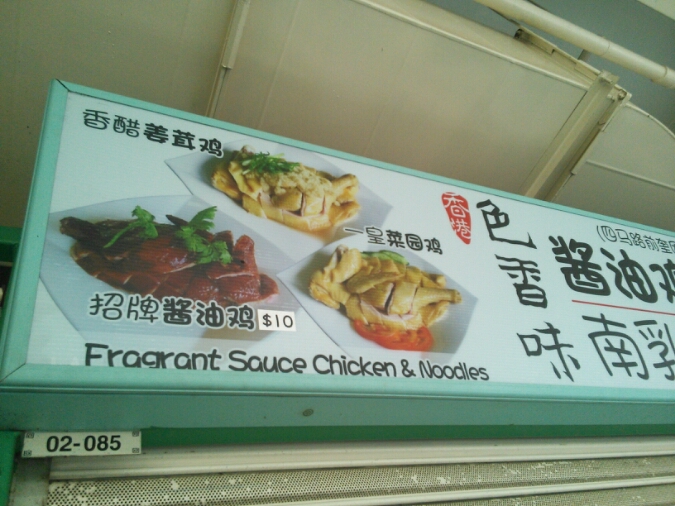 香醋姜茸鸡
一皇菜园鸡
招牌酱油鸡 $10
Fragrant Sauce Chicken & Noodles
香港
色香味
酱油鸡
南乳
02-085